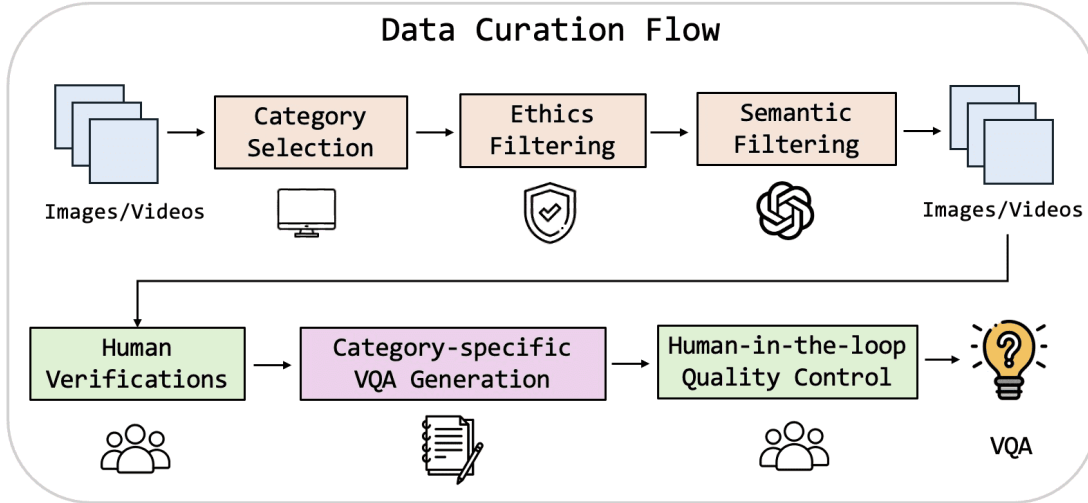 Data Curation Flow
Category
Selection
Ethics
Filtering
Semantic
Filtering
Images/Videos
Images/Videos
Human
Verifications
Category-specific
VQA Generation
Human-in-the-loop
Quality Control
?
VQA